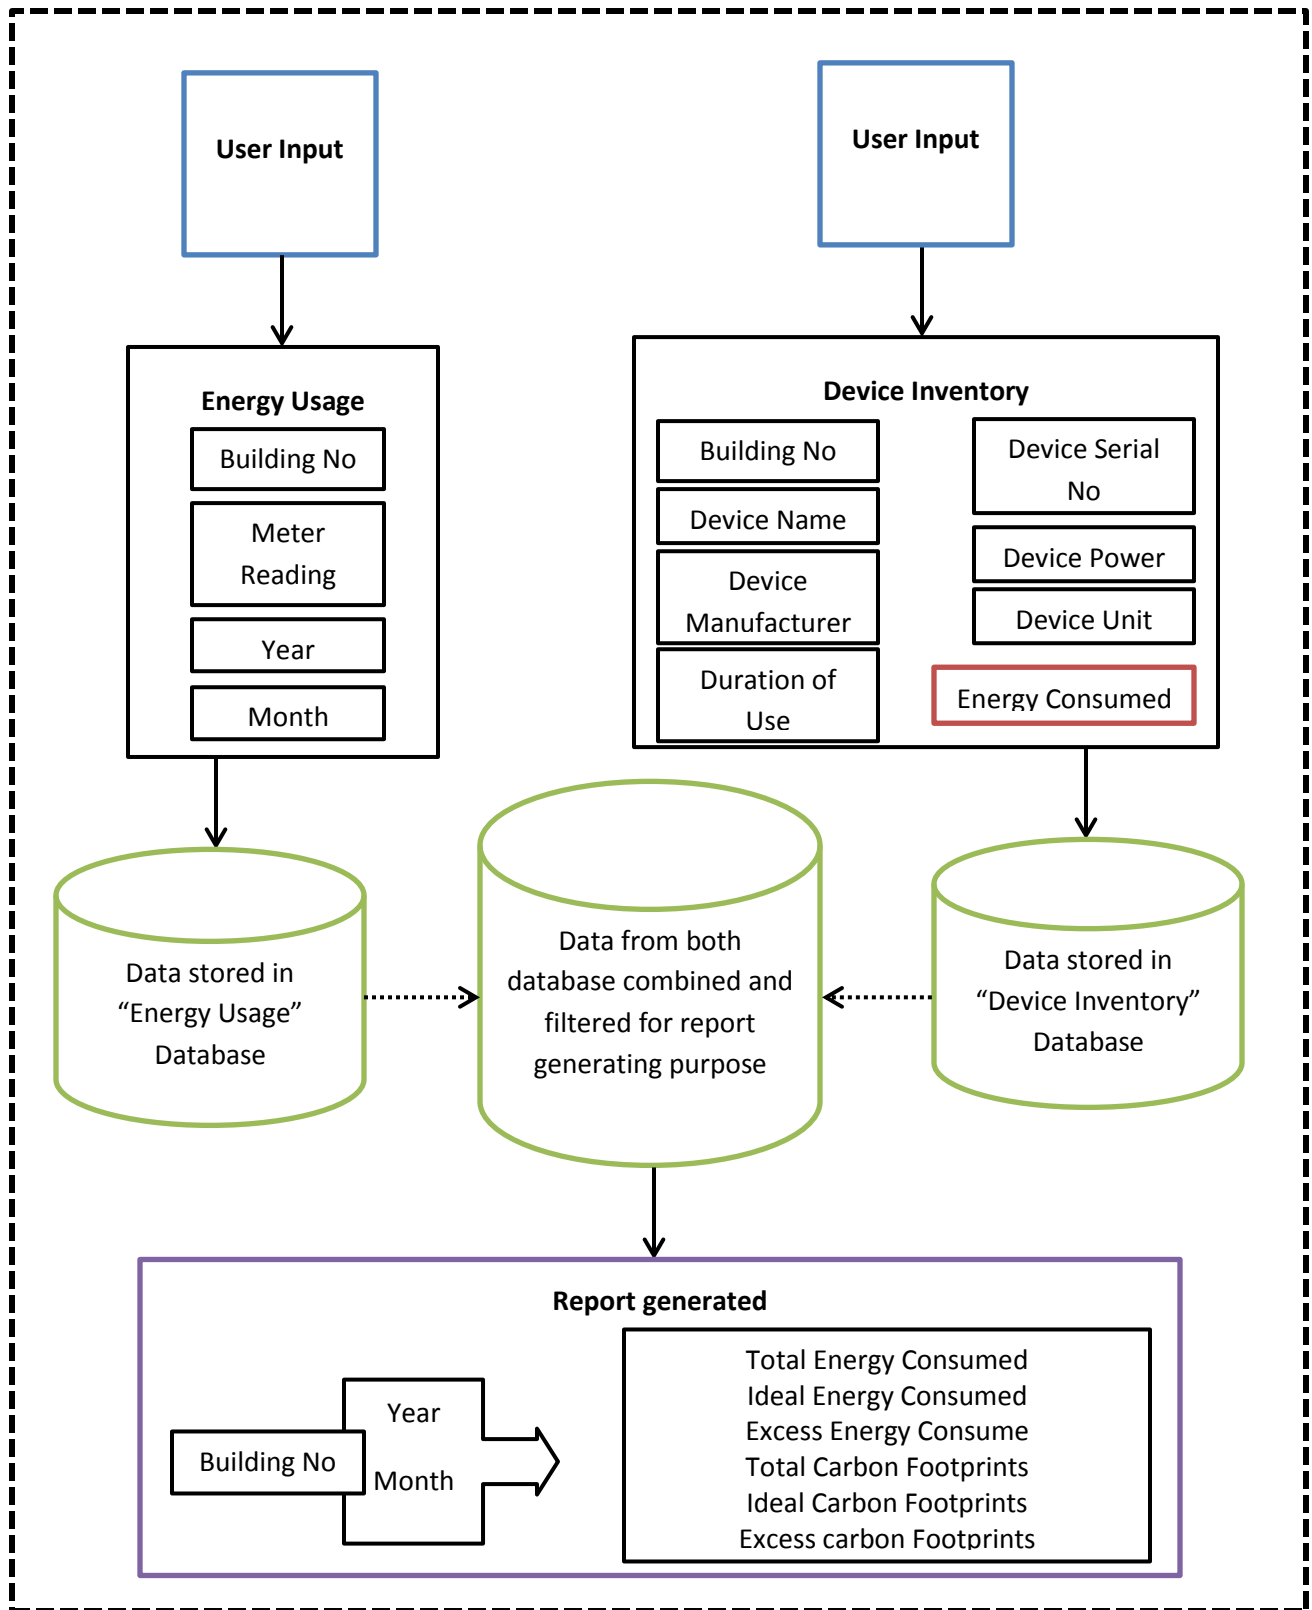 User Input
User Input
Energy Usage
Building No
Meter
Reading
Year
Month
Device Inventory
Building No
Device Name
Device
Manufacturer
Duration of
Use
Device Serial
No
Device Power
Device Unit
Energy Consumed
Data stored in
“Energy Usage”
Database
Data from both
database combined and
filtered for report
generating purpose
Data stored in
“Device Inventory”
Database
Report generated
Building No
Year
Month
Total Energy Consumed
Ideal Energy Consumed
Excess Energy Consume
Total Carbon Footprints
Ideal Carbon Footprints
Excess carbon Footprints